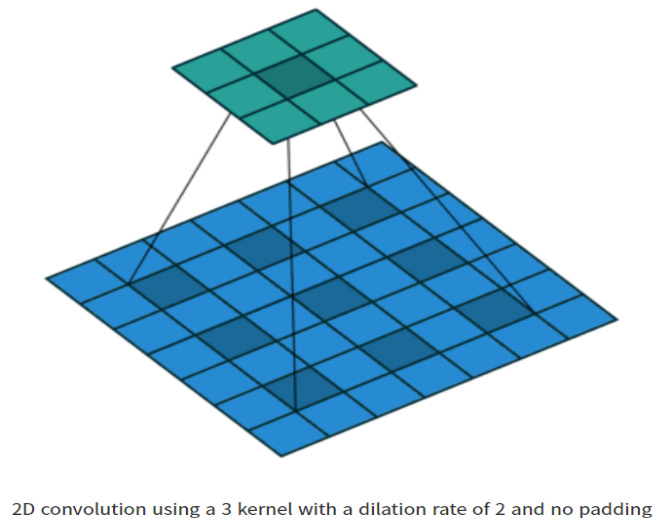 2D convolution using a 3 kernel with a dilation rate of 2 and no padding